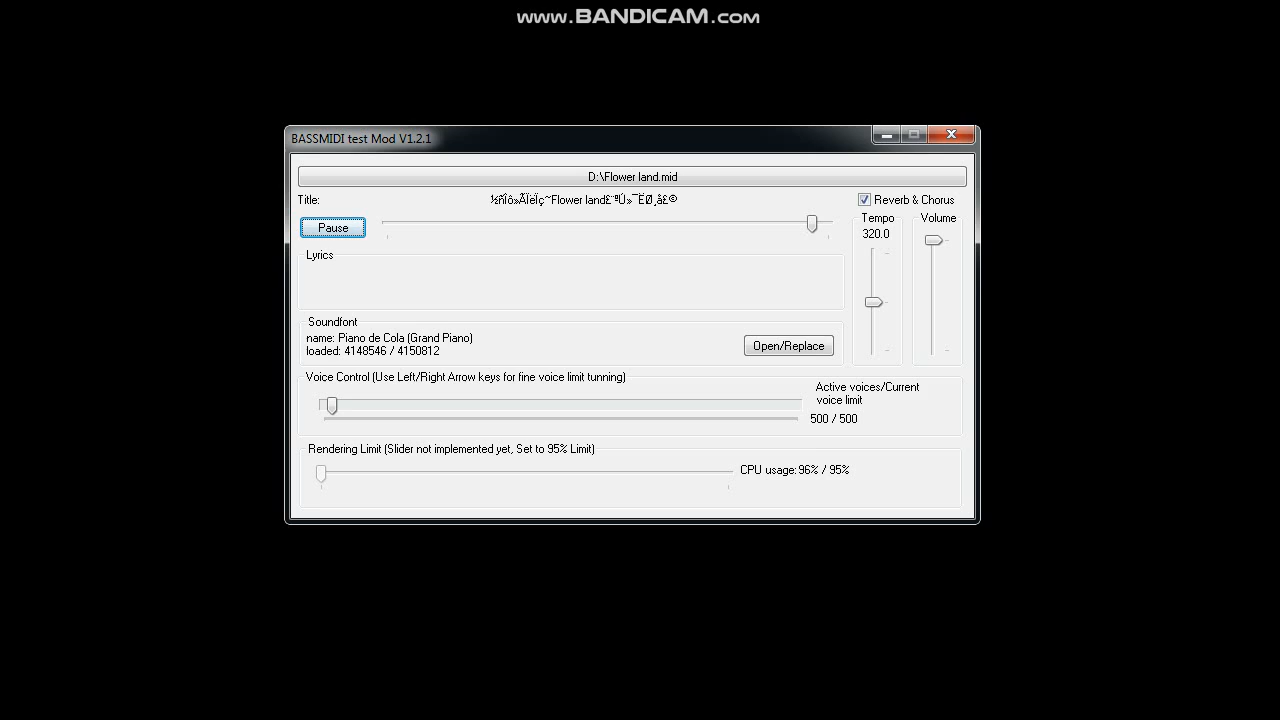 www.BANDICAM.com
BASSMIDI test Mod V1.2.1
D:\Flower land.mid
Title:
Flower land
Reverb & Chorus
Pause
Tempo
Volume
320.0
Lyrics
Soundfont
name: Piano de Cola (Grand Piano)
loaded: 4148546 / 4150812
Open/Replace
Voice Control (Use Left/Right Arrow keys for fine voice limit tunning)
Active voices/Current
voice limit
500 / 500
Rendering Limit (Slider not implemented yet, Set to 95% Limit)
CPU usage: 96% / 95%